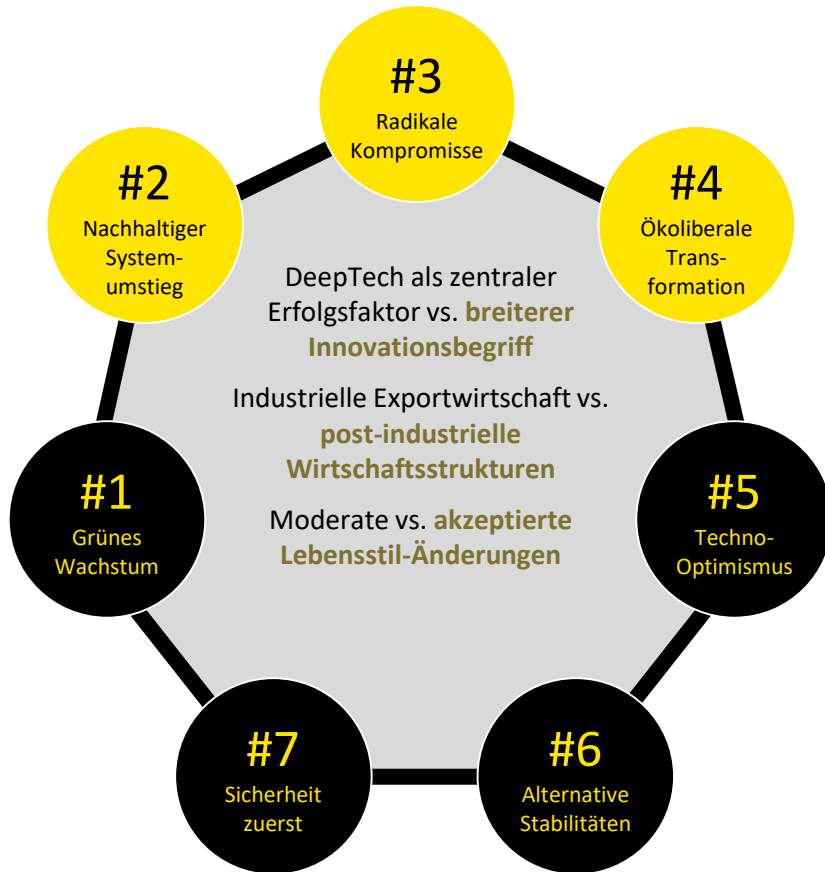 #3
Radikale
Kompromisse
#2
Nachhaltiger
System-
umstieg
#4
Ökoliberale
Trans-
formation
DeepTech als zentraler
Erfolgsfaktor vs. breiterer
Innovationsbegriff
Industrielle Exportwirtschaft vs.
post-industrielle
Wirtschaftsstrukturen
Moderate vs. akzeptierte
Lebensstil-Änderungen
#1
Grünes
Wachstum
#5
Techno-
Optimismus
#7
Sicherheit
zuerst
#6
Alternative
Stabilitäten